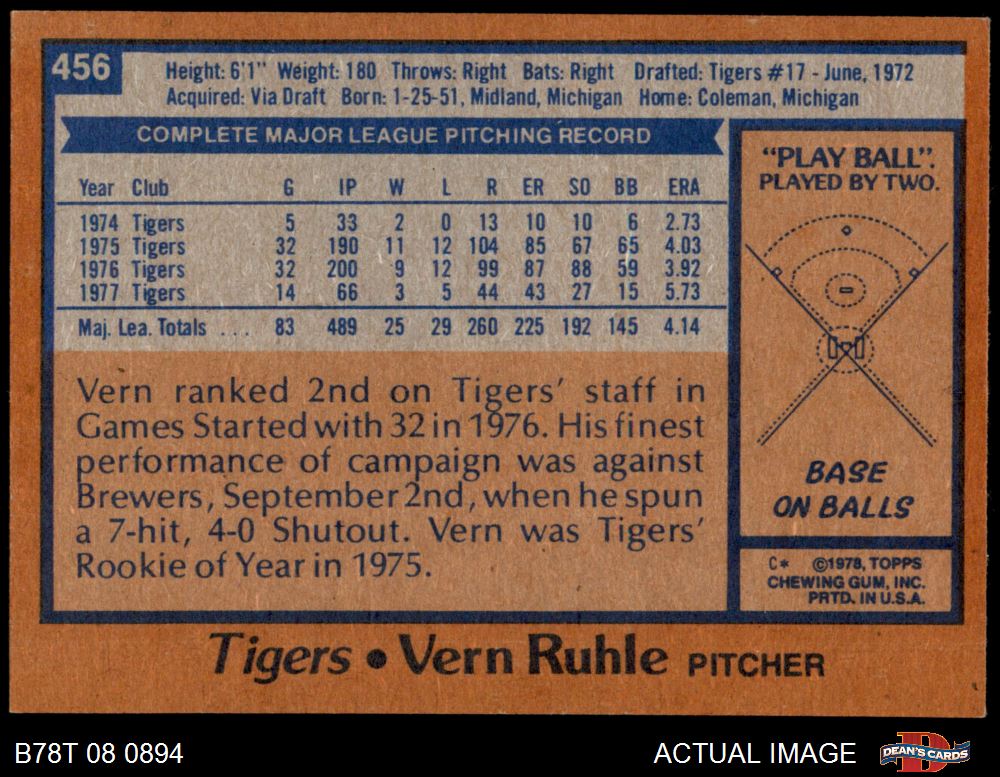 456
Height: 6'1" Weight: 180 Throws: Right Bats: Right Drafted: Tigers #17 - June, 1972
Acquired: Via Draft Born: 1-25-51, Midland, Michigan Home: Coleman, Michigan
COMPLETE MAJOR LEAGUE PITCHING RECORD
Year Club G IP W L R ER SO BB ERA
1974 Tigers 5 33 2 0 13 10 10 6 2.73
1975 Tigers 32 190 11 12 104 85 67 65 4.03
1976 Tigers 32 200 9 12 99 87 88 59 3.92
1977 Tigers 14 66 3 5 44 43 27 15 5.73
Maj. Lea. Totals ... 83 489 25 29 260 225 192 145 4.14
Vern ranked 2nd on Tigers' staff in
Games Started with 32 in 1976. His finest
performance of campaign was against
Brewers, September 2nd, when he spun
a 7-hit, 4-0 Shutout. Vern was Tigers'
Rookie of Year in 1975.
"PLAY BALL".
PLAYED BY TWO.
BASE
ON BALLS
C* ©1978, TOPPS
CHEWING GUM, INC.
PRTD. IN U.S.A.
Tigers • Vern Ruhle PITCHER
B78T 08 0894
ACTUAL IMAGE
DEAN'S CARDS